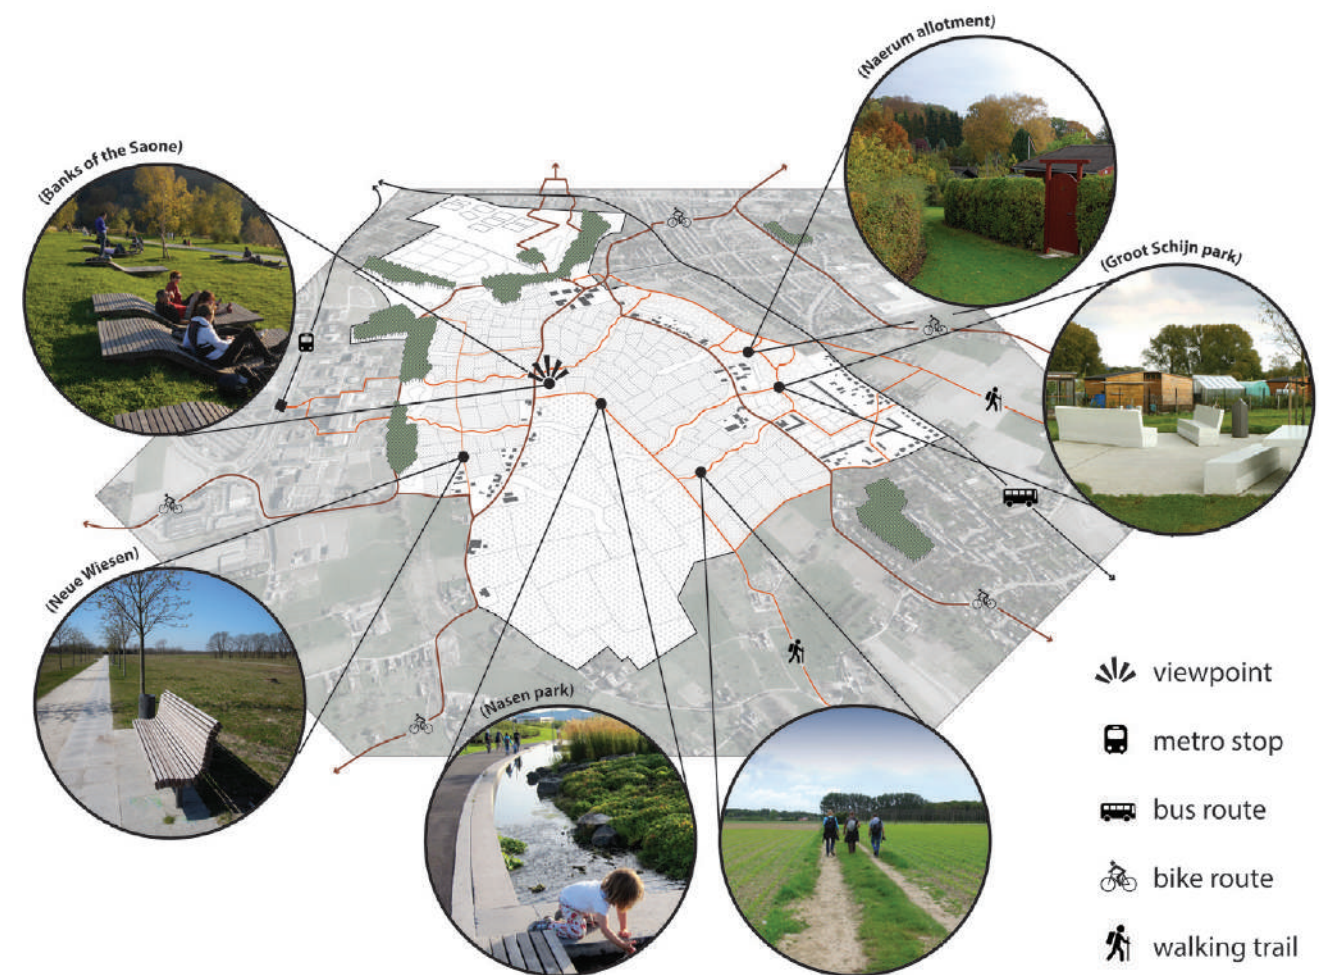 (Naerum allotment)
(Banks of the Saone)
(Groot Schijn park)
(Neue Wiesen)
(Nasen park)
viewpoint
metro stop
bus route
bike route
walking trail